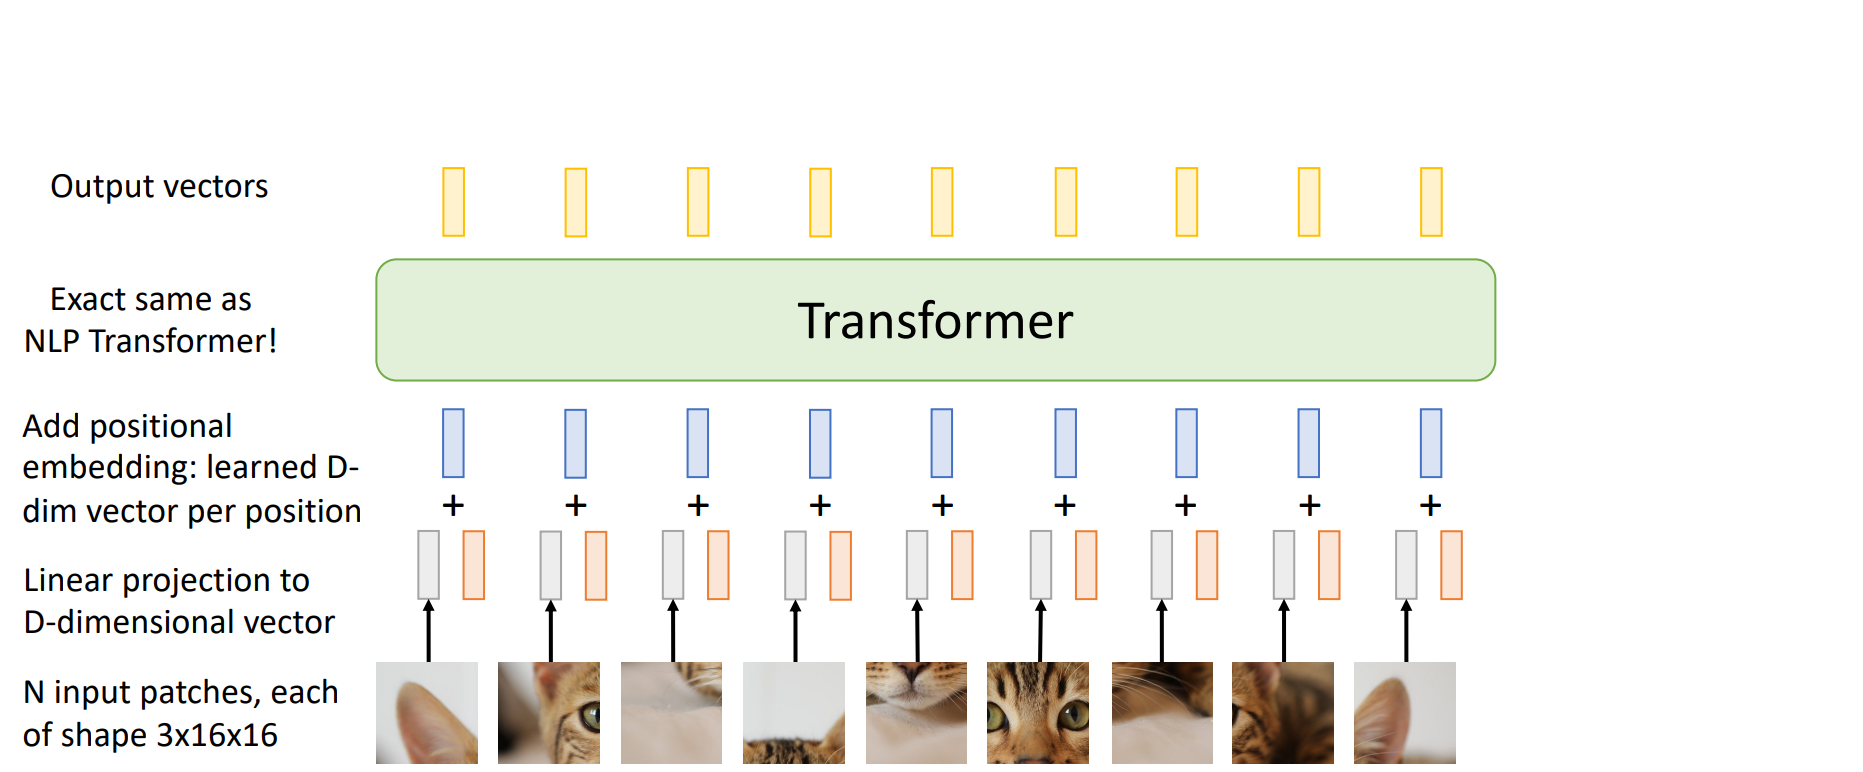 Output vectors
Exact same as
NLP Transformer!
Transformer
Add positional
embedding: learned D-
dim vector per position
+ + + + + + + + +
Linear projection to
D-dimensional vector
N input patches, each
of shape 3x16x16